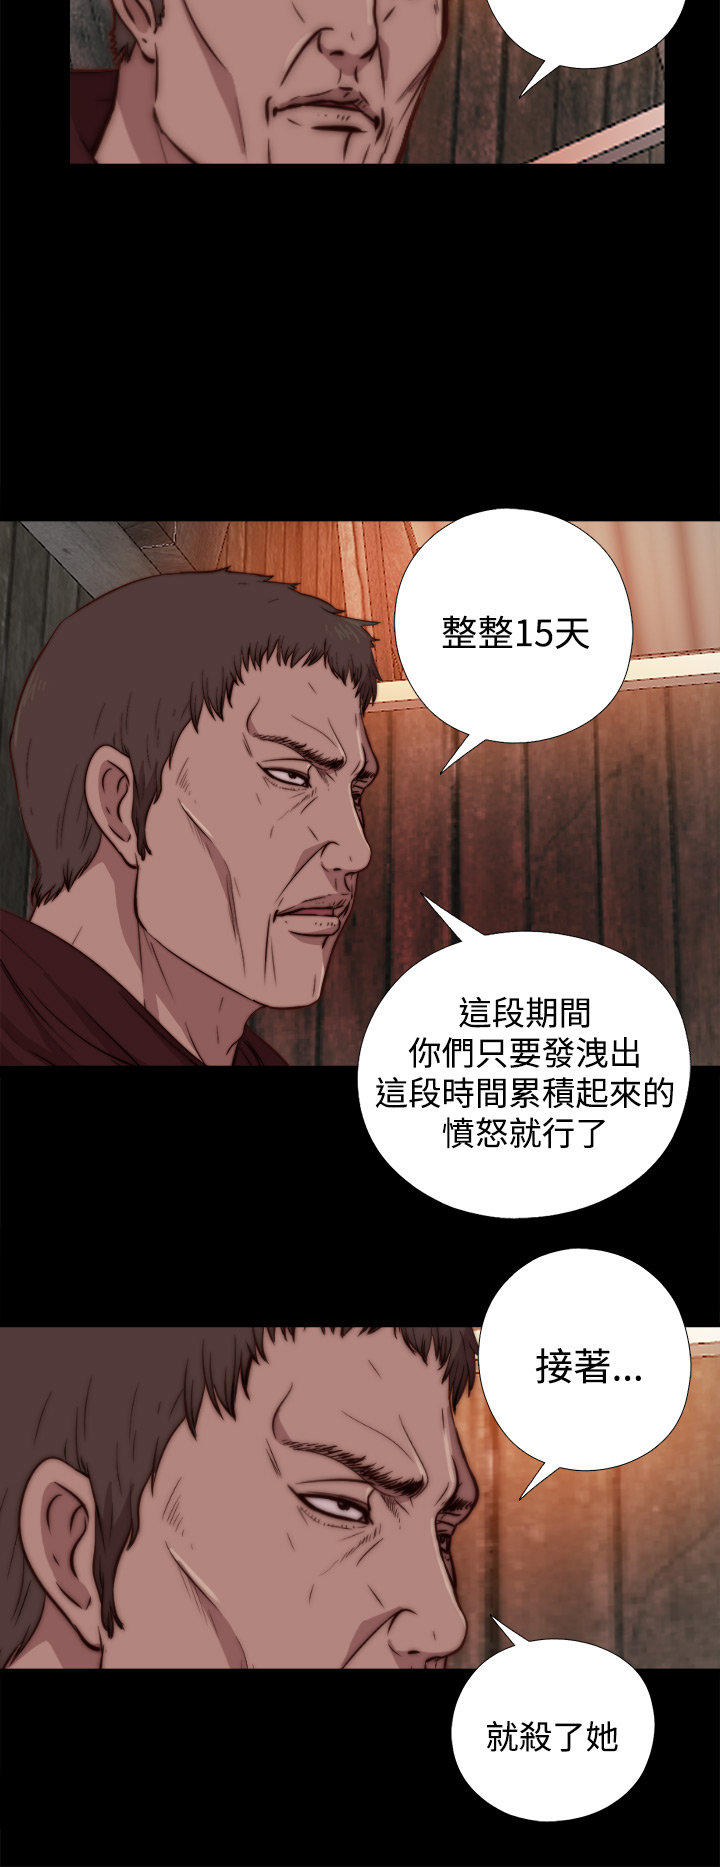 整整15天
這段期間
你們只要發洩出
這段時間累積起來的
憤怒就行了
接著...
就殺了她